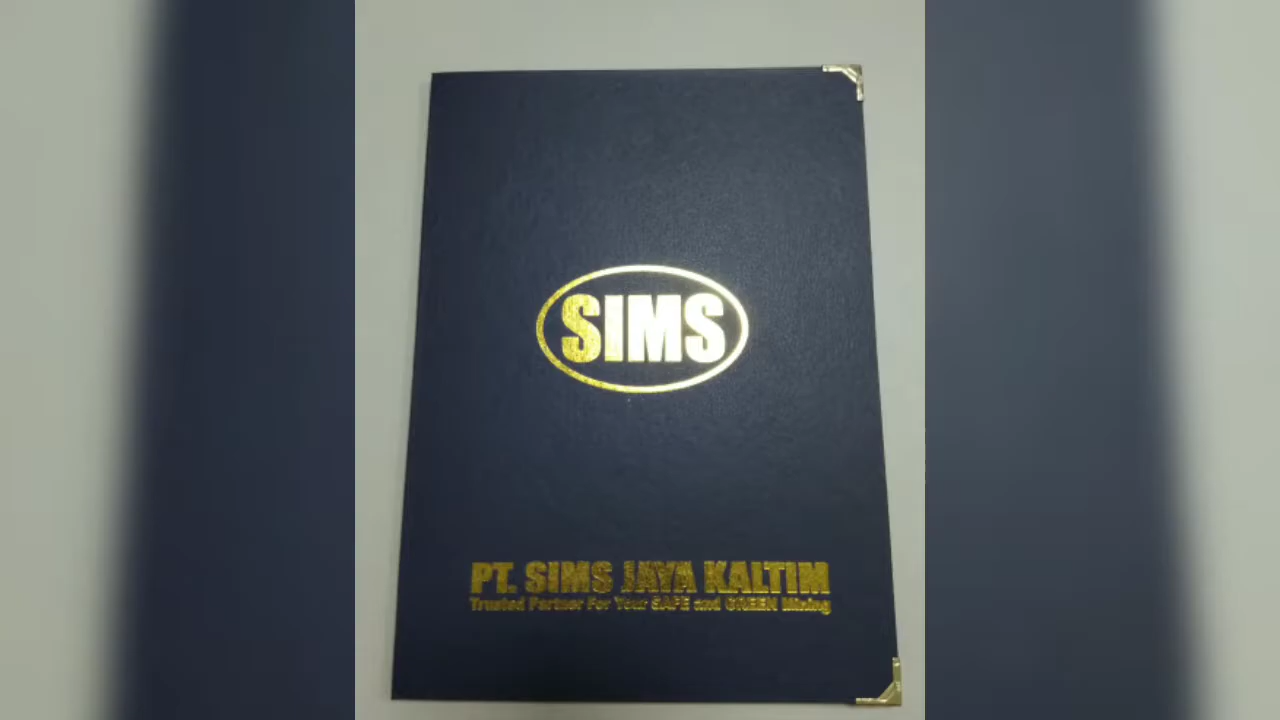 SIMS
PT. SIMS JAYA KALTIM
Trusted Partner For Your SAFE and GREEN Mining